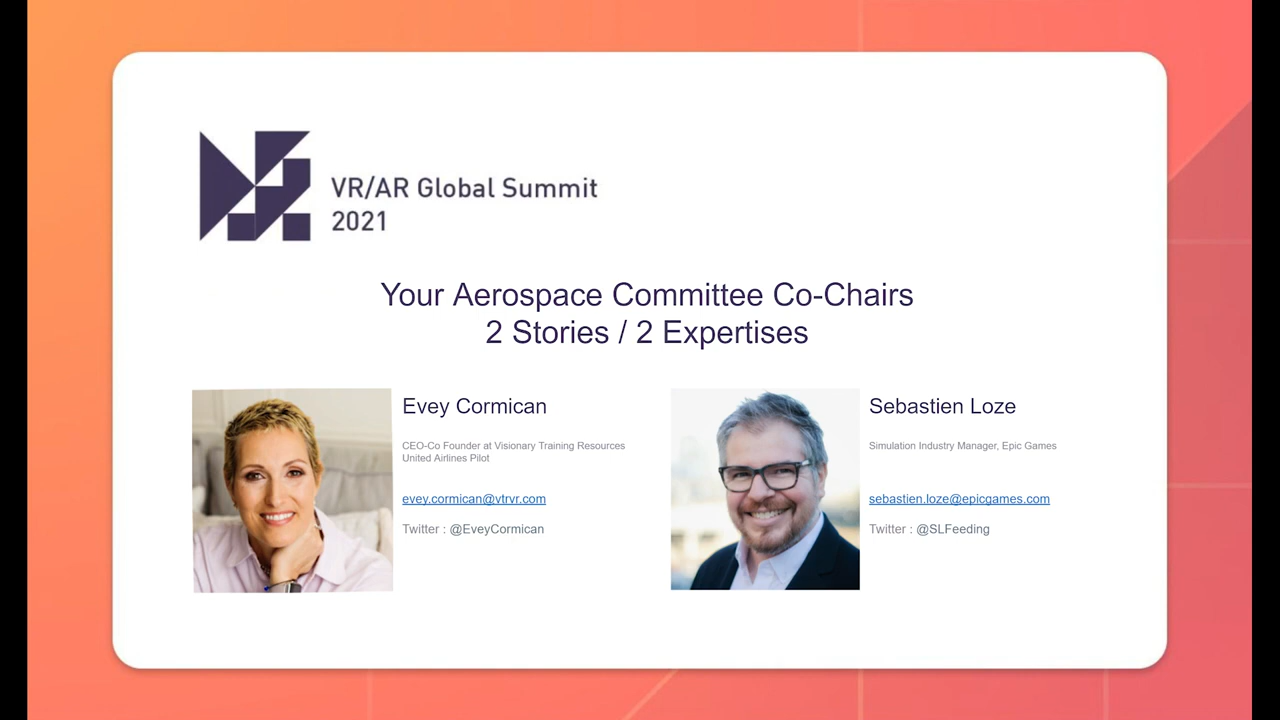 VR/AR Global Summit
2021
Your Aerospace Committee Co-Chairs
2 Stories / 2 Expertises
Evey Cormican
CEO-Co Founder at Visionary Training Resources
United Airlines Pilot
evey.cormican@vtrvr.com
Twitter : @EveyCormican
Sebastien Loze
Simulation Industry Manager, Epic Games
sebastien.loze@epicgames.com
Twitter : @SLFeeding